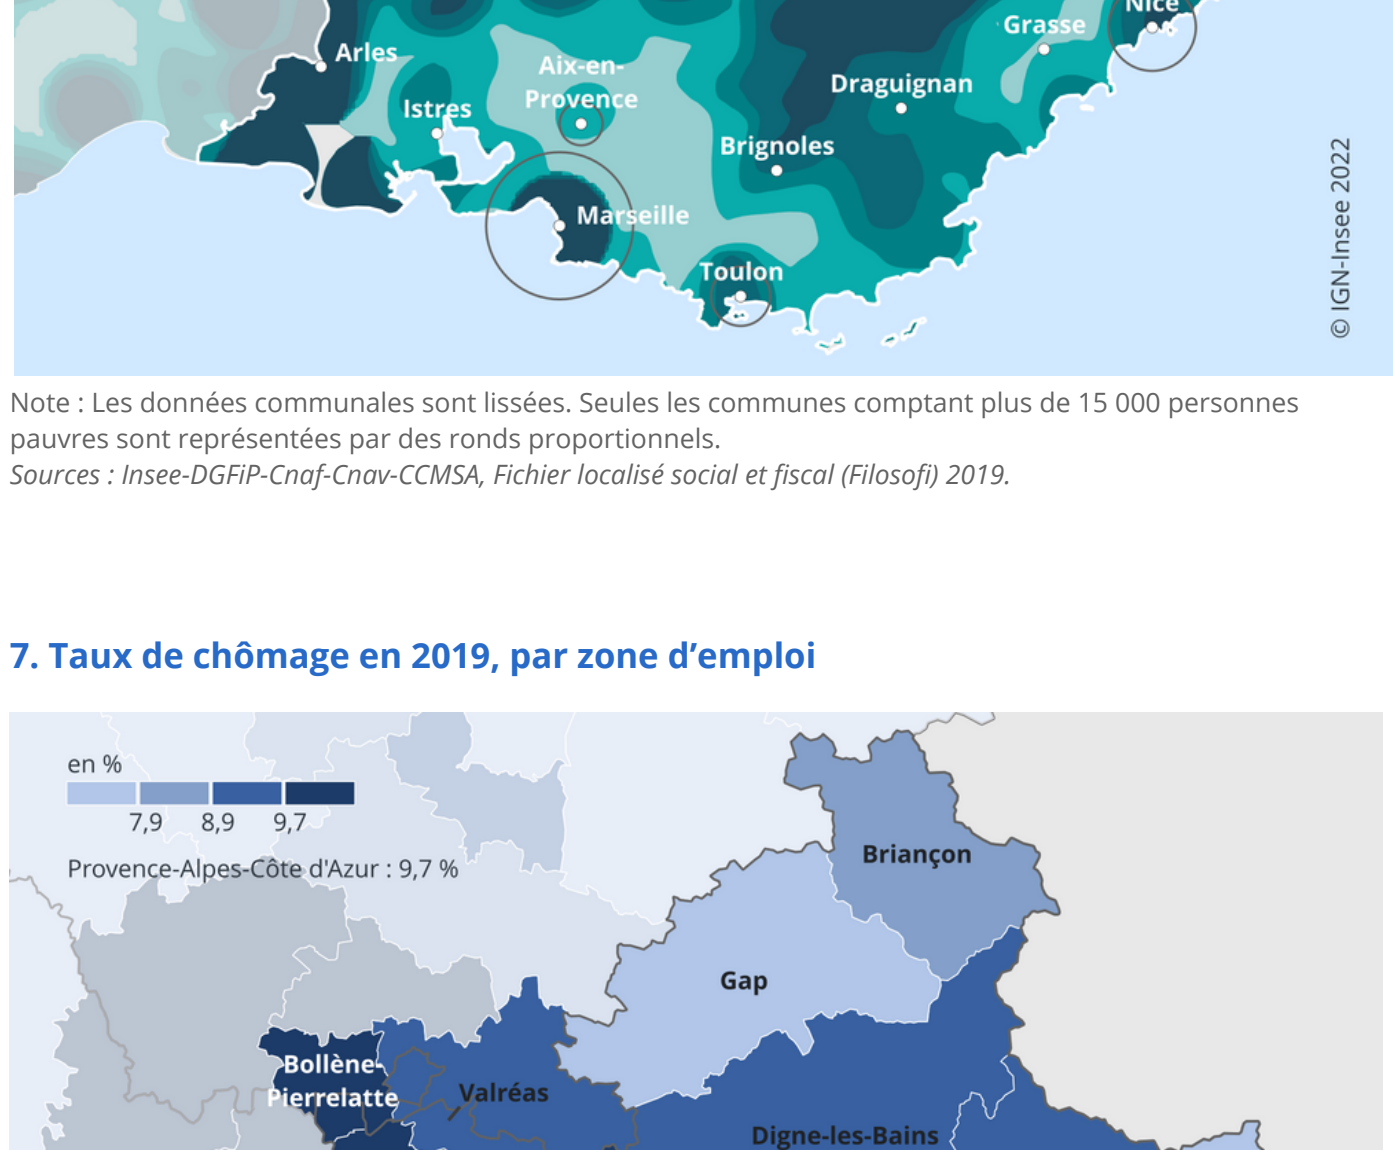 Nice
Grasse
Arles
Aix-en-
Provence
Draguignan
Istres
Brignoles
Marseille
Toulon
© IGN-Insee 2022
Note : Les données communales sont lissées. Seules les communes comptant plus de 15 000 personnes
pauvres sont représentées par des ronds proportionnels.
Sources : Insee-DGFiP-Cnaf-Cnav-CCMSA, Fichier localisé social et fiscal (Filosofi) 2019.
7. Taux de chômage en 2019, par zone d’emploi
en %
7,9 8,9 9,7
Provence-Alpes-Côte d'Azur : 9,7 %
Briançon
Gap
Bollène-
Pierrelatte
Valréas
Digne-les-Bains